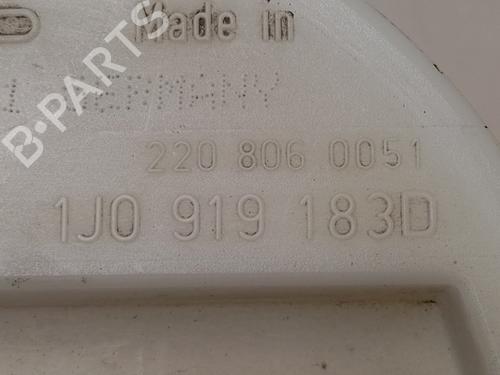 Made in
GERMANY
220 806 0051
1J0 919 183D
B-PARTS